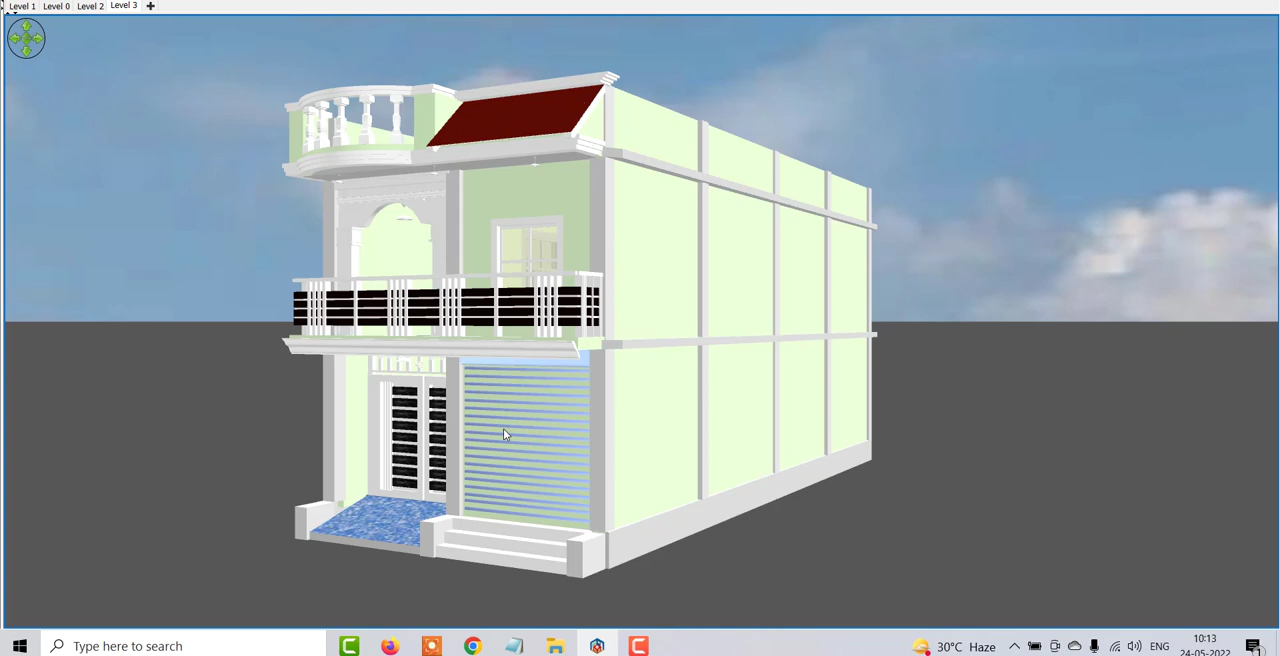 Level 1 Level 0 Level 2 Level 3
Type here to search
30°C Haze
ENG
10:13
24-05-2022
1